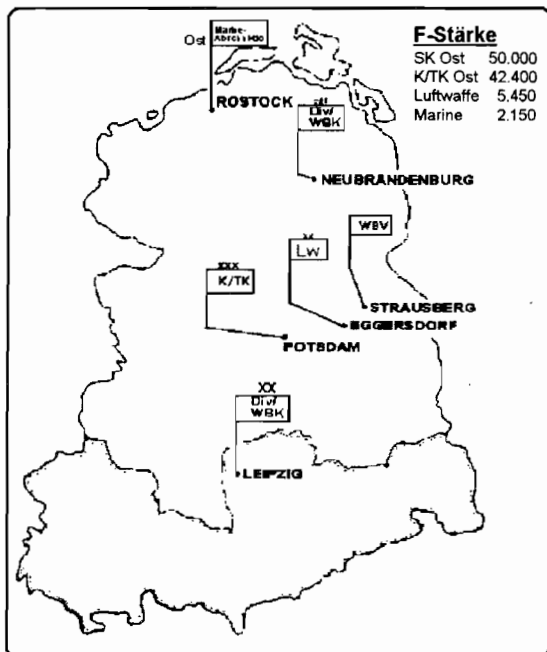 F-Stärke
SK Ost 50.000
K/TK Ost 42.400
Luftwaffe 5.450
Marine 2.150
Ost
ROSTOCK
Div/
WBK
NEUBRANDENBURG
WBV
xx
LW
xxx
K/TK
STRAUSBERG
EGGERSDORF
POTSDAM
XX
Div/
WBK
LEIPZIG